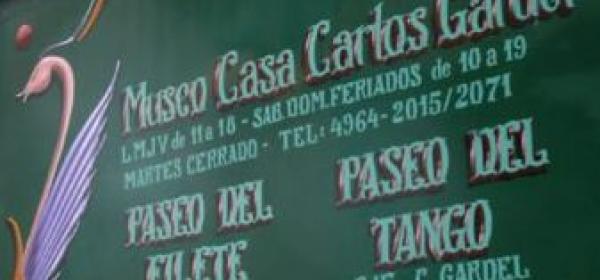 Museo Casa Carlos Gardel
L.M.J.V de 11 a 18 - SAB. DOM. FERIADOS de 10 a 19
MARTES CERRADO - TEL: 4964-2015/2071
PASEO DEL
FILETE
PASEO DEL
TANGO
GARDEL